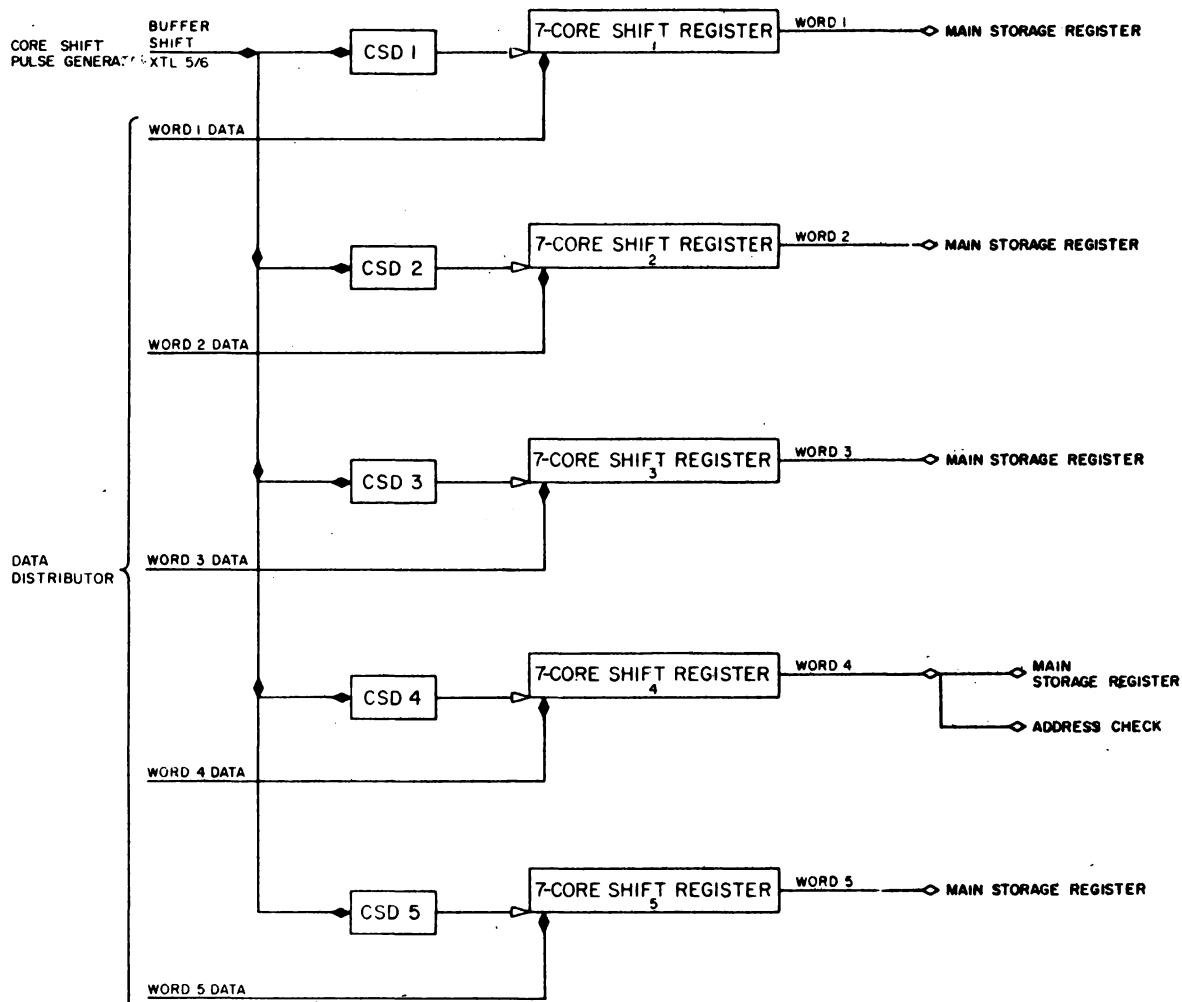 CORE SHIFT
PULSE GENERATOR
BUFFER
SHIFT
XTL 5/6
CSD 1
7-CORE SHIFT REGISTER
1
WORD 1
MAIN STORAGE REGISTER
WORD 1 DATA
CSD 2
7-CORE SHIFT REGISTER
2
WORD 2
MAIN STORAGE REGISTER
WORD 2 DATA
CSD 3
7-CORE SHIFT REGISTER
3
WORD 3
MAIN STORAGE REGISTER
DATA
DISTRIBUTOR
WORD 3 DATA
CSD 4
7-CORE SHIFT REGISTER
4
WORD 4
MAIN
STORAGE REGISTER
ADDRESS CHECK
WORD 4 DATA
CSD 5
7-CORE SHIFT REGISTER
5
WORD 5
MAIN STORAGE REGISTER
WORD 5 DATA